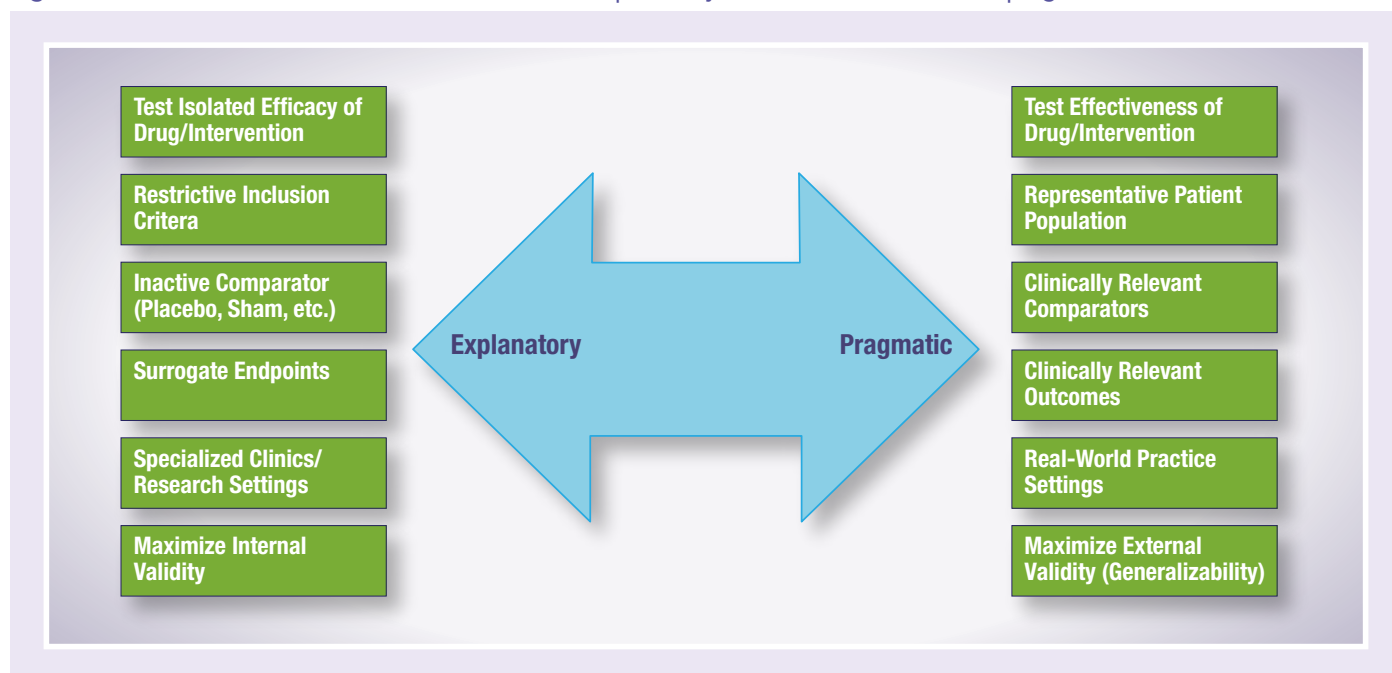 Test Isolated Efficacy of
Drug/Intervention
Restrictive Inclusion
Critera
Inactive Comparator
(Placebo, Sham, etc.)
Surrogate Endpoints
Specialized Clinics/
Research Settings
Maximize Internal
Validity
Explanatory
Pragmatic
Test Effectiveness of
Drug/Intervention
Representative Patient
Population
Clinically Relevant
Comparators
Clinically Relevant
Outcomes
Real-World Practice
Settings
Maximize External
Validity (Generalizability)